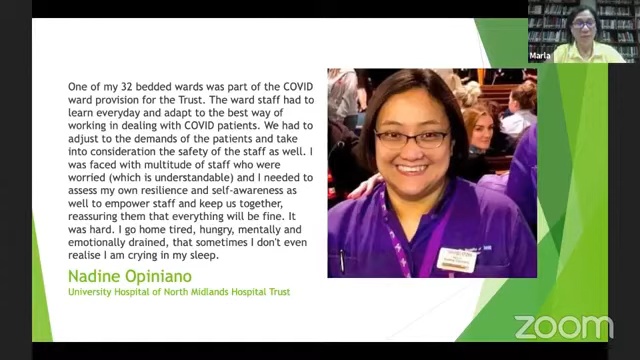 One of my 32 bedded wards was part of the COVID
ward provision for the Trust. The ward staff had to
learn everyday and adapt to the best way of
working in dealing with COVID patients. We had to
adjust to the demands of the patients and take
into consideration the safety of the staff as well. I
was faced with multitude of staff who were
worried (which is understandable) and I needed to
assess my own resilience and self-awareness as
well to empower staff and keep us together,
reassuring them that everything will be fine. It
was hard. I go home tired, hungry, mentally and
emotionally drained, that sometimes I don't even
realise I am crying in my sleep.
Nadine Opiniano
University Hospital of North Midlands Hospital Trust
Marla
zoom